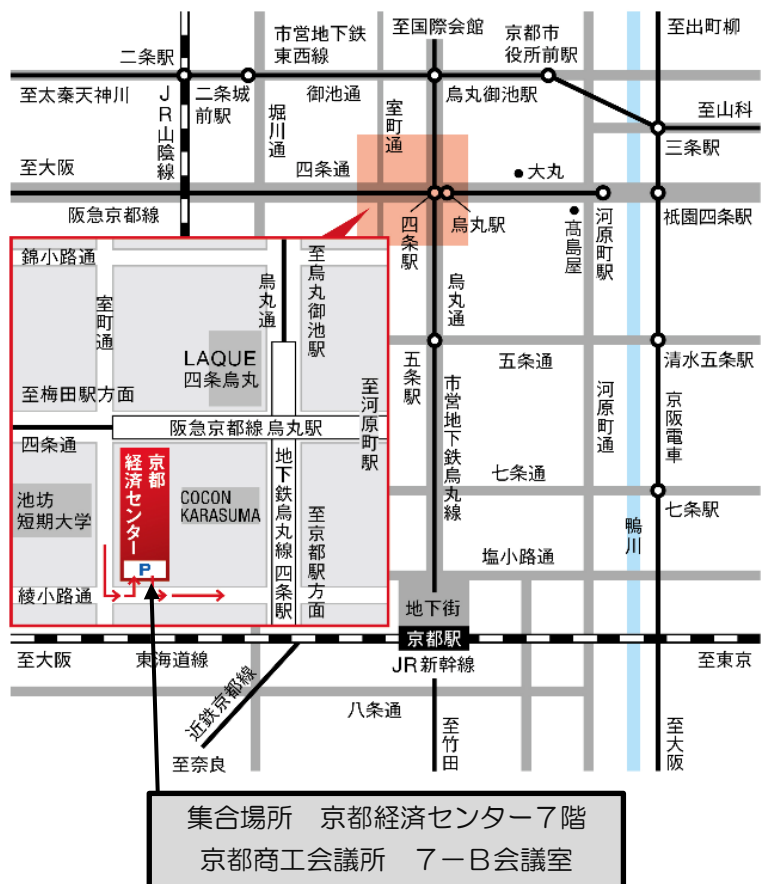 至国際会館
至出町柳
市営地下鉄
東西線
京都市
役所前駅
二条駅
至太秦天神川
JR山陰線
二条城
前駅
堀川通
御池通
室町通
烏丸御池駅
至山科
三条駅
至大阪
四条通
大丸
阪急京都線
四条駅
烏丸駅
髙島屋
河原町駅
祇園四条駅
烏丸通
錦小路通
室町通
烏丸通
至烏丸御池駅
LAQUE
四条烏丸
至梅田駅方面
至河原町駅
阪急京都線 烏丸駅
四条通
京都
経済センター
P
池坊
短期大学
COCON
KARASUMA
地下鉄烏丸線 四条駅
至京都駅方面
綾小路通
五条駅
五条通
清水五条駅
市営地下鉄烏丸線
河原町通
京阪電車
七条通
七条駅
鴨川
塩小路通
地下街
京都駅
至大阪
東海道線
JR新幹線
至東京
近鉄京都線
八条通
至奈良
至竹田
至大阪
集合場所 京都経済センター7階
京都商工会議所 7-B会議室